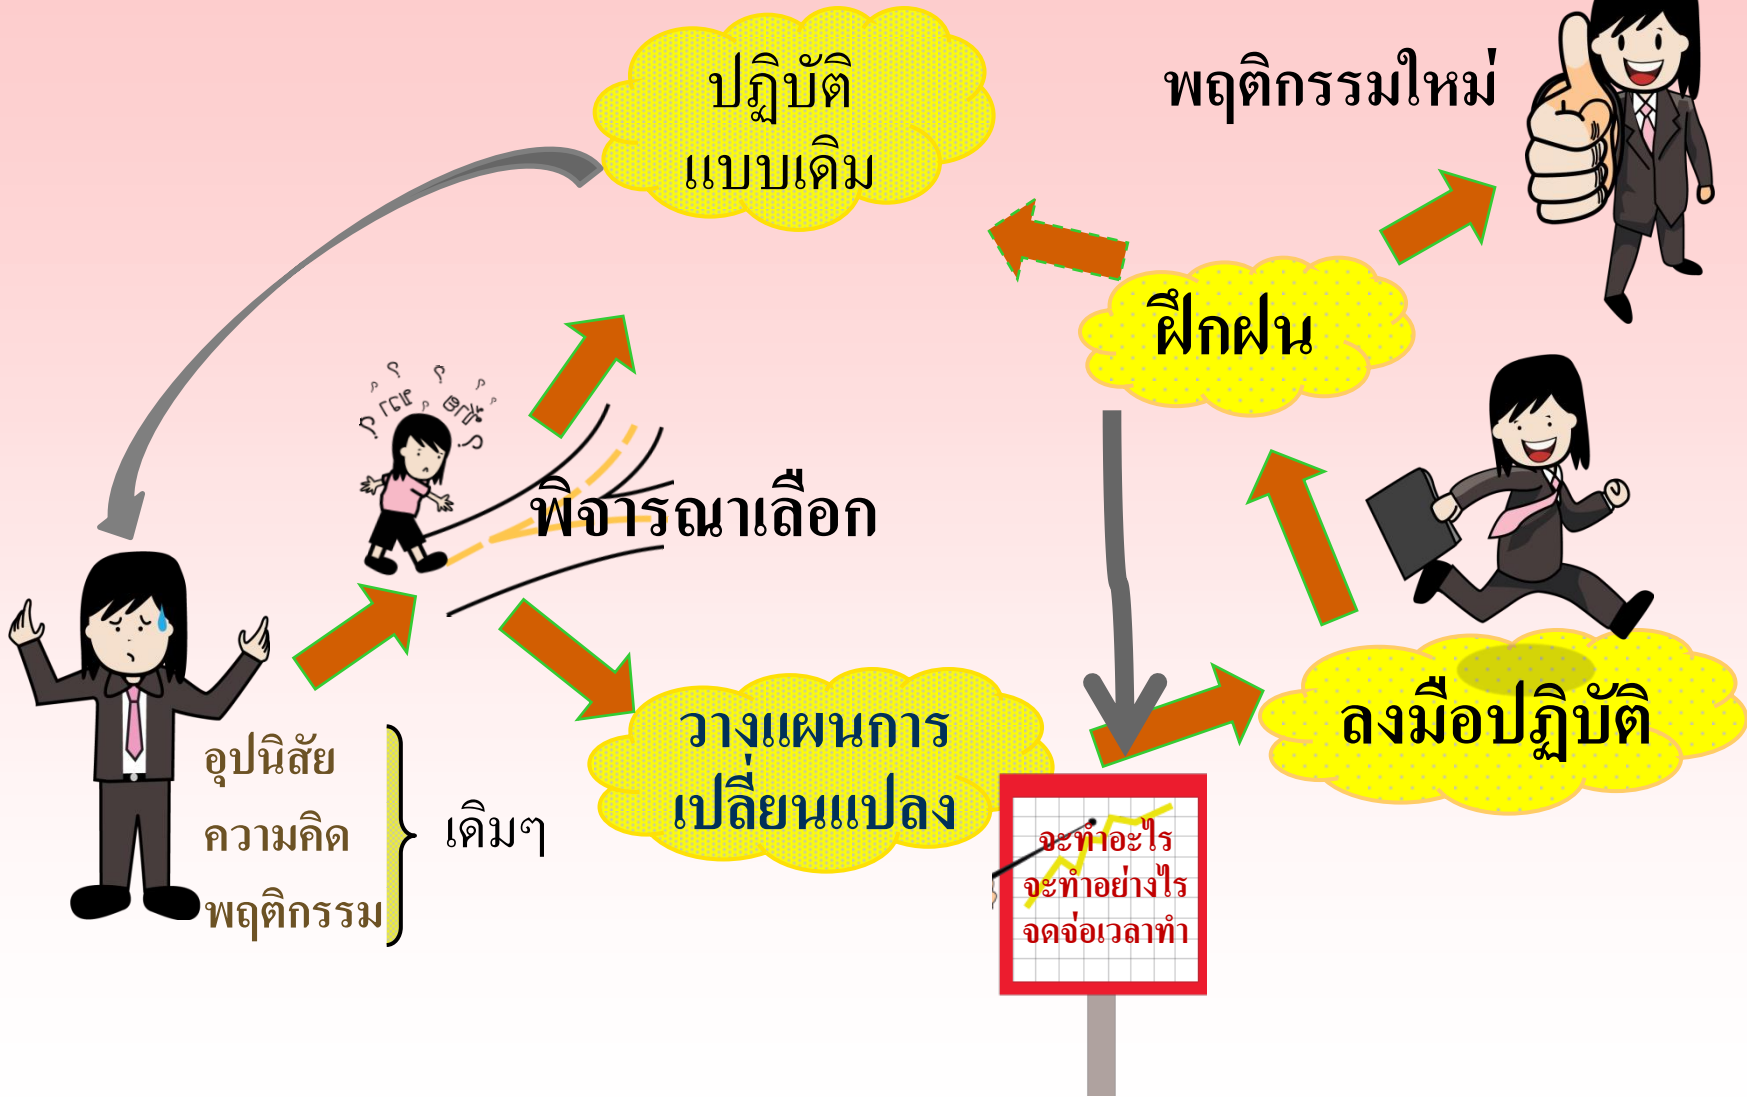 ปฏิบัติ
แบบเดิม
พฤติกรรมใหม่
ฝึกฝน
พิจารณาเลือก
ลงมือปฏิบัติ
วางแผนการ
เปลี่ยนแปลง
อุปนิสัย
ความคิด
พฤติกรรม
เดิมๆ
จะทำอะไร
จะทำอย่างไร
จดจ่อเวลาทำ